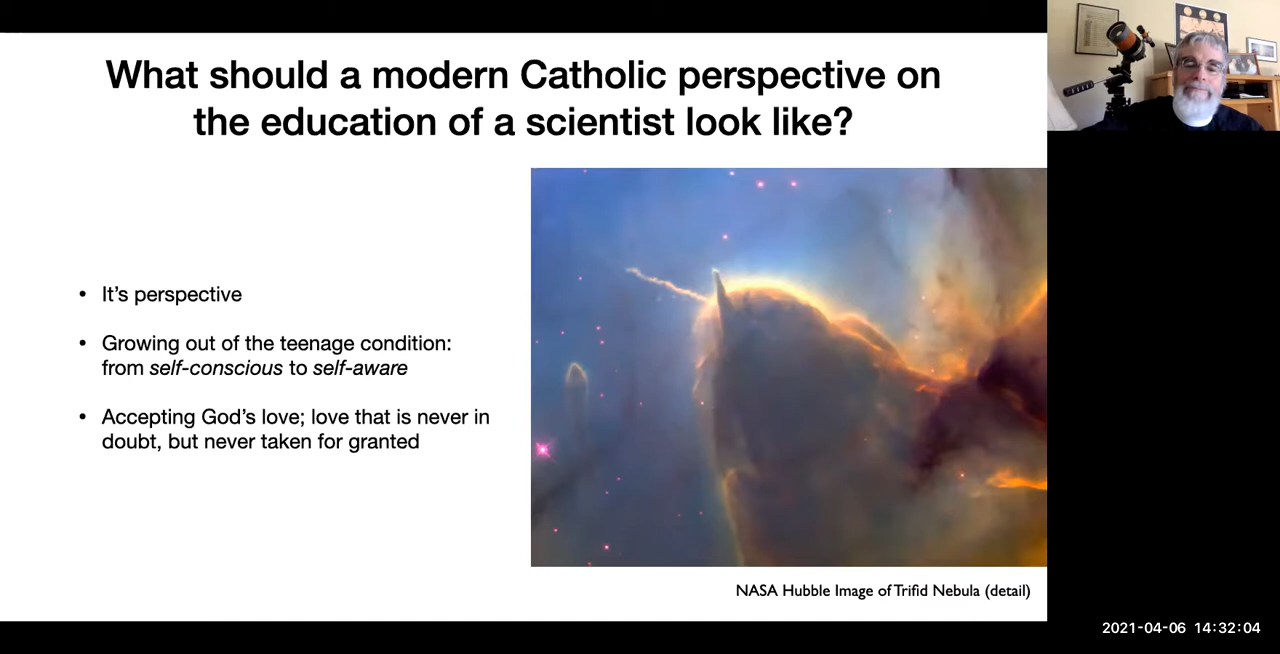 What should a modern Catholic perspective on
the education of a scientist look like?
• It’s perspective
• Growing out of the teenage condition:
from self-conscious to self-aware
• Accepting God’s love; love that is never in
doubt, but never taken for granted
NASA Hubble Image of Trifid Nebula (detail)
2021-04-06 14:32:04